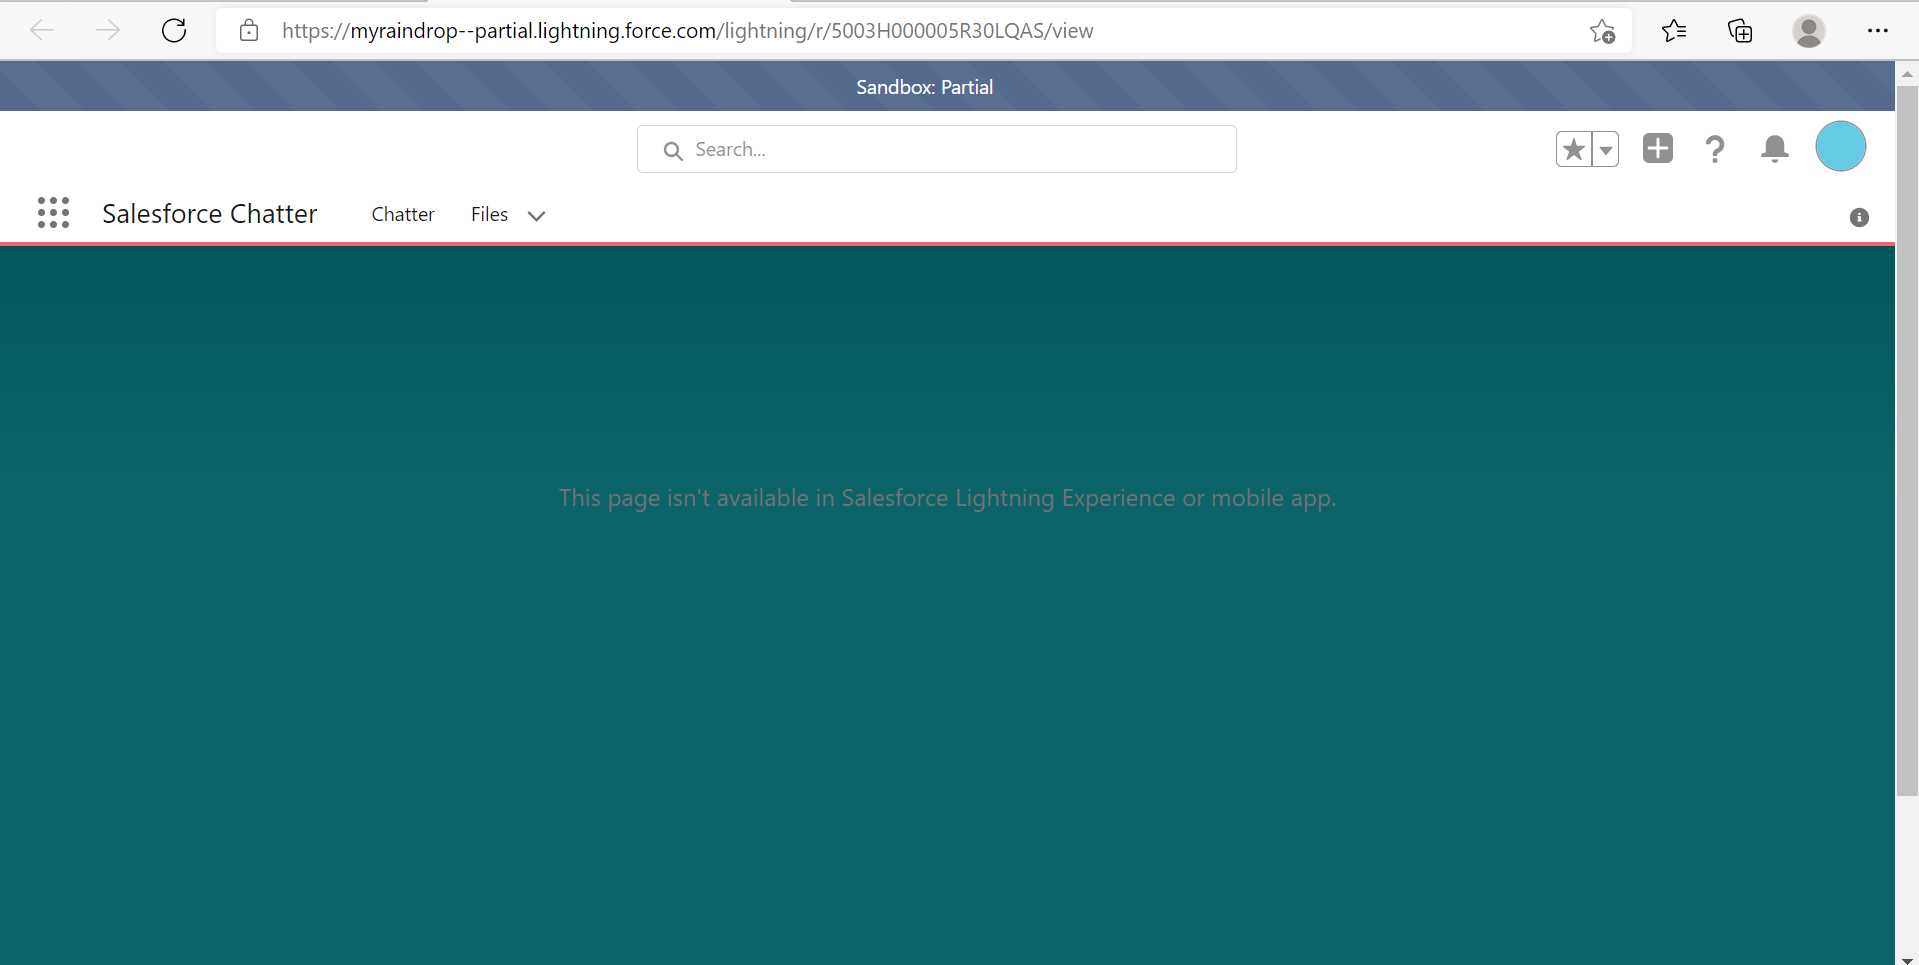 https://myraindrop--partial.lightning.force.com/lightning/r/5003H000005R30LQAS/view
Sandbox: Partial
Search...
Salesforce Chatter Chatter Files
This page isn't available in Salesforce Lightning Experience or mobile app.